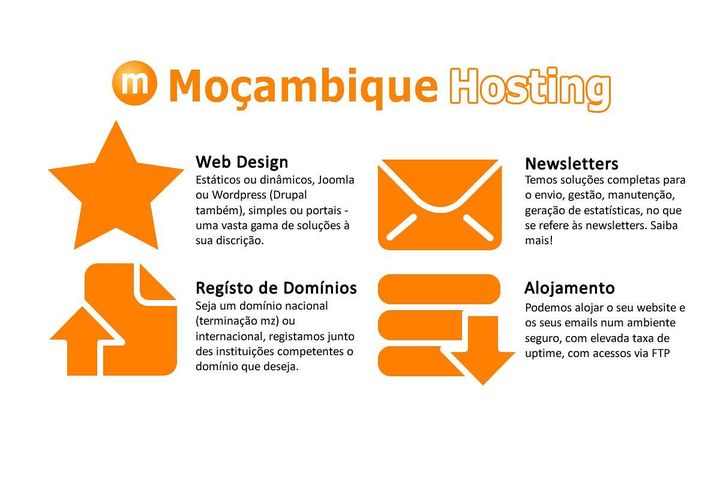 m Moçambique Hosting
Web Design
Estáticos ou dinâmicos, Joomla
ou Wordpress (Drupal
também), simples ou portais -
uma vasta gama de soluções à
sua discrição.
Newsletters
Temos soluções completas para
o envio, gestão, manutenção,
geração de estatísticas, no que
se refere às newsletters. Saiba
mais!
Regísto de Domínios
Seja um domínio nacional
(terminação mz) ou
internacional, registamos junto
des instituições competentes o
domínio que deseja.
Alojamento
Podemos alojar o seu website e
os seus emails num ambiente
seguro, com elevada taxa de
uptime, com acessos via FTP